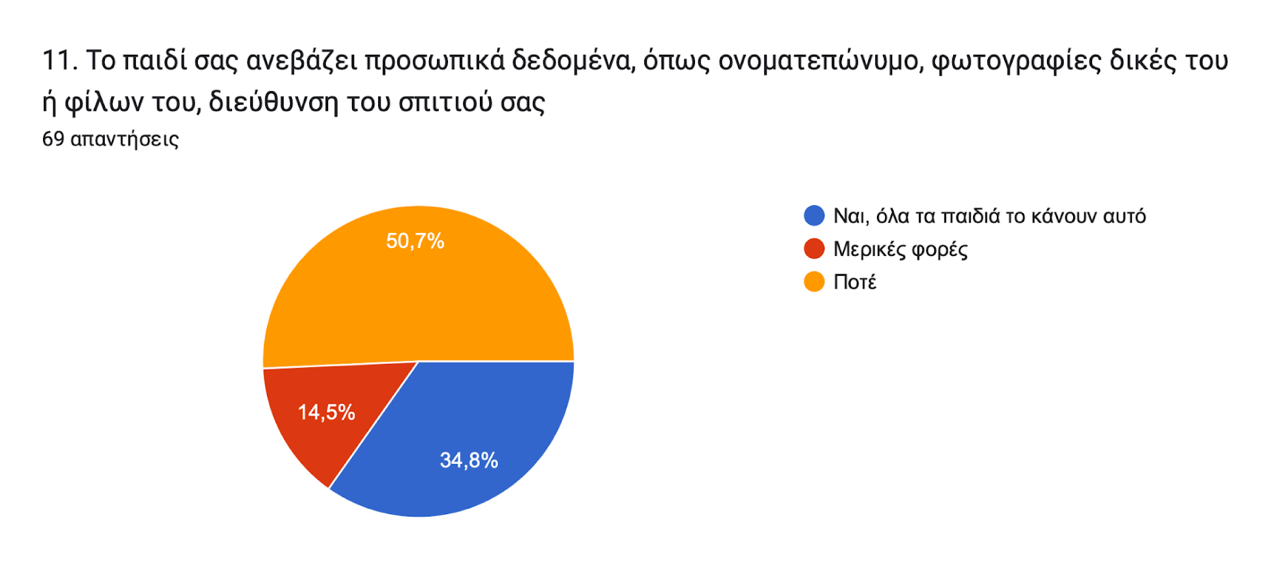 11. Το παιδί σας ανεβάζει προσωπικά δεδομένα, όπως ονοματεπώνυμο, φωτογραφίες δικές του
ή φίλων του, διεύθυνση του σπιτιού σας
69 απαντήσεις
50,7%
14,5%
34,8%
Ναι, όλα τα παιδιά το κάνουν αυτό
Μερικές φορές
Ποτέ